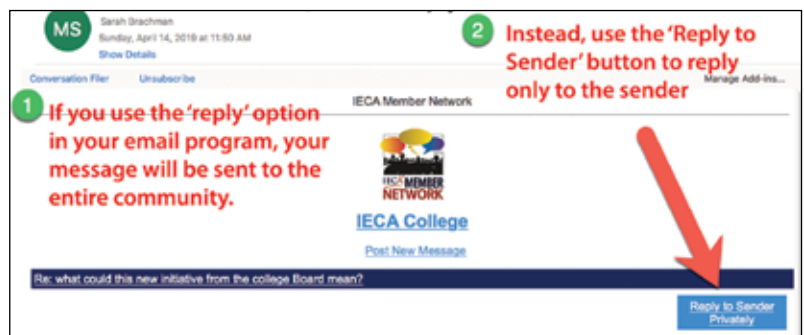 MS
Sarah Brachman
Sunday, April 14, 2019 at 11:50 AM
Show Details
2 Instead, use the ‘Reply to
Sender’ button to reply
only to the sender
Conversation Filer Unsubscribe Manage Add-ins...
IECA Member Network
1 If you use the ‘reply’ option
in your email program, your
message will be sent to the
entire community.
IECA MEMBER
NETWORK
IECA College
Post New Message
Re: what could this new initiative from the college Board mean?
Reply to Sender
Privately